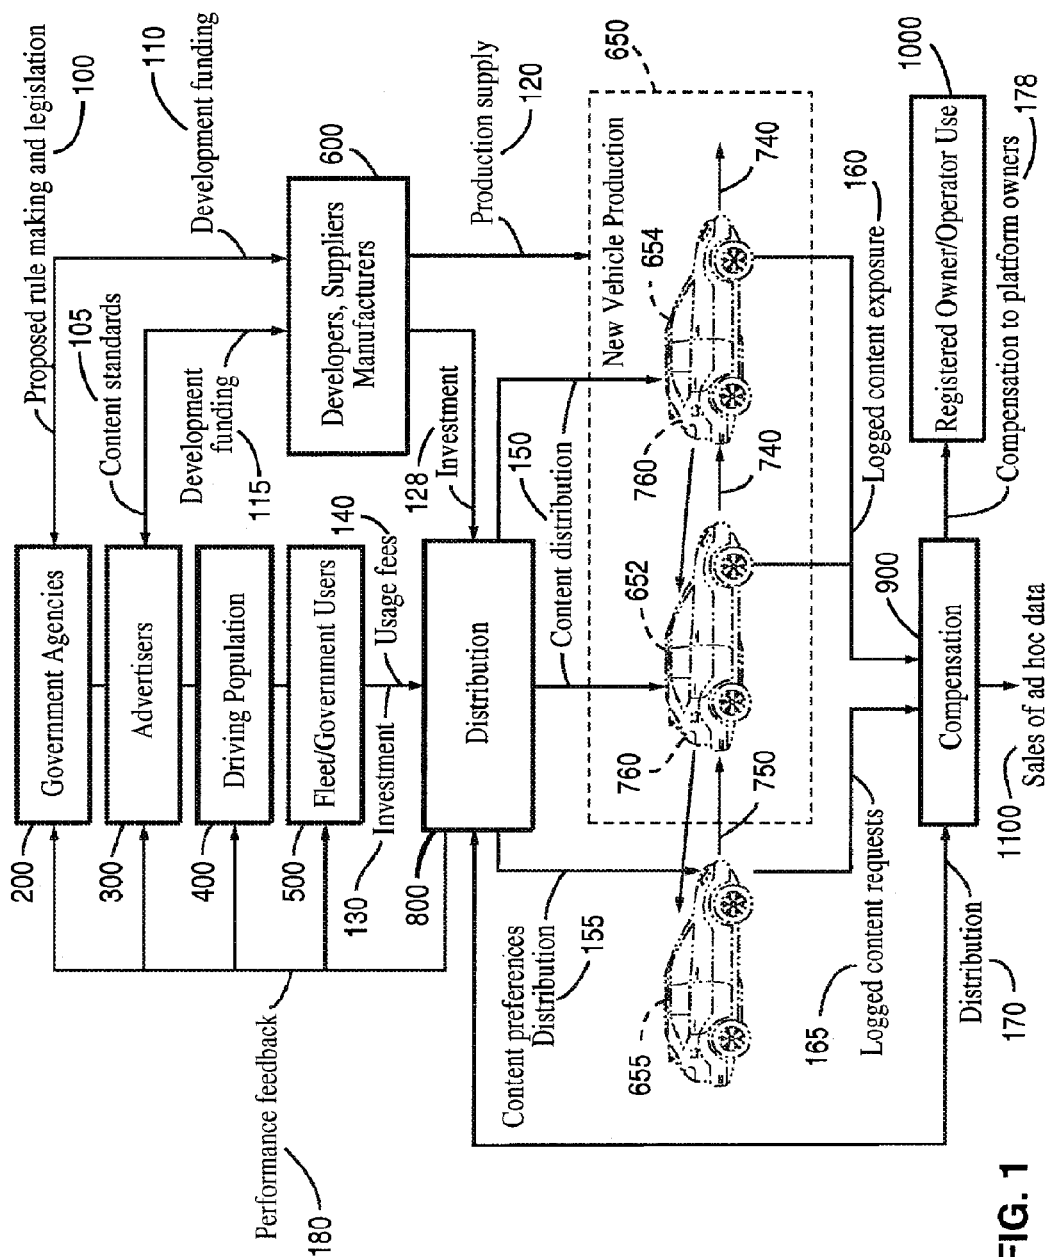 Proposed rule making and legislation
100
110
Development funding
105
Content standards
Development
funding
115
200
Government Agencies
300
Advertisers
400
Driving Population
500
Fleet/Government Users
600
Developers, Suppliers
Manufacturers
Production supply
120
130
Investment
140
Usage fees
128
Investment
800
Distribution
Performance feedback
180
Content preferences
Distribution
155
Content distribution
150
650
New Vehicle Production
655
652
654
760
760
750
740
740
165
Logged content requests
Logged content exposure
160
900
Compensation
1000
Registered Owner/Operator Use
Compensation to platform owners
178
Distribution
170
1100
Sales of ad hoc data
FIG. 1